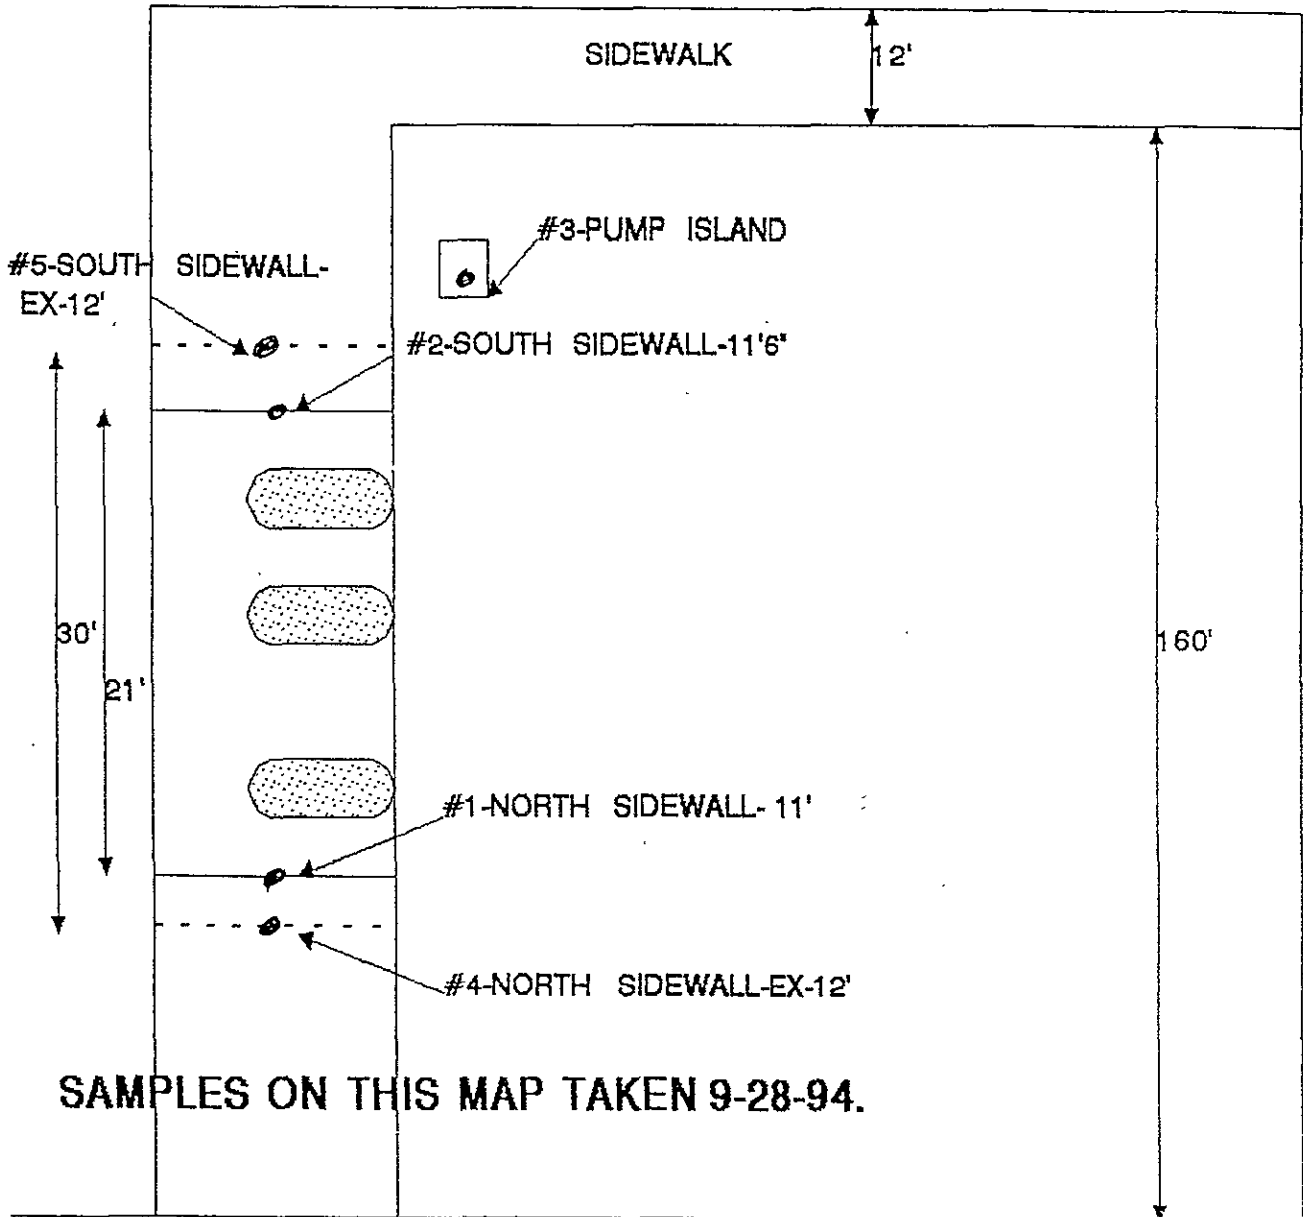 SIDEWALK
12'
#3-PUMP ISLAND
#5-SOUTH SIDEWALL-
EX-12'
#2-SOUTH SIDEWALL-11'6"
30'
160'
21'
#1-NORTH SIDEWALL- 11'
#4-NORTH SIDEWALL-EX-12'
SAMPLES ON THIS MAP TAKEN 9-28-94.